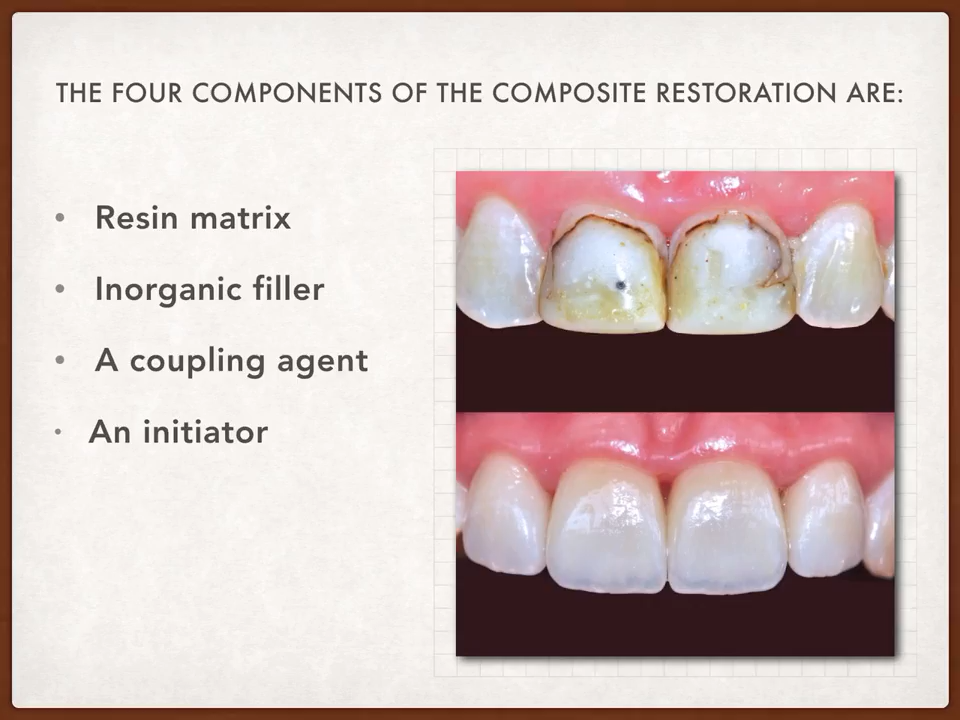 THE FOUR COMPONENTS OF THE COMPOSITE RESTORATION ARE:
• Resin matrix
• Inorganic filler
• A coupling agent
• An initiator